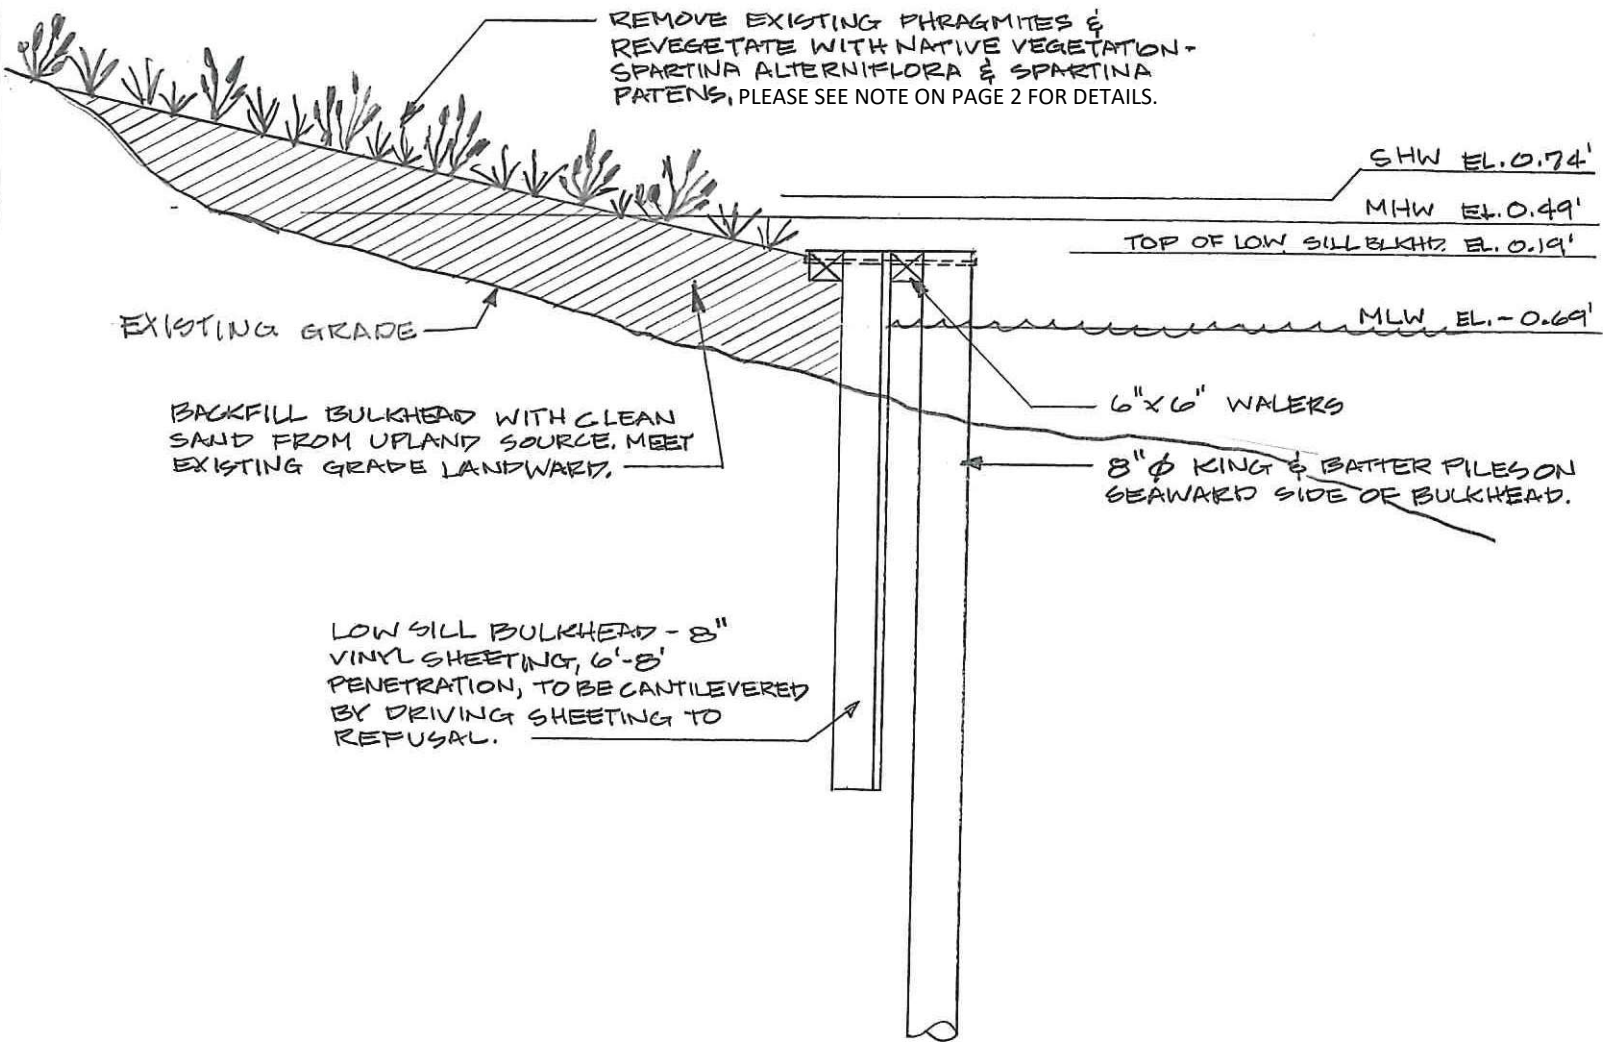 REMOVE EXISTING PHRAGMITES &
REVEGETATE WITH NATIVE VEGETATION -
SPARTINA ALTERNIFLORA & SPARTINA
PATENS, PLEASE SEE NOTE ON PAGE 2 FOR DETAILS.
SHW EL. 0.74'
MHW EL. 0.49'
TOP OF LOW SILL BLKHD. EL. 0.19'
MLW EL. - 0.69'
EXISTING GRADE
6" X 6" WALERS
BACKFILL BULKHEAD WITH CLEAN
SAND FROM UPLAND SOURCE. MEET
EXISTING GRADE LANDWARD.
8" Ø KING & BATTER PILES ON
SEAWARD SIDE OF BULKHEAD.
LOW SILL BULKHEAD - 8"
VINYL SHEETING, 6'-8'
PENETRATION, TO BE CANTILEVERED
BY DRIVING SHEETING TO
REFUSAL.